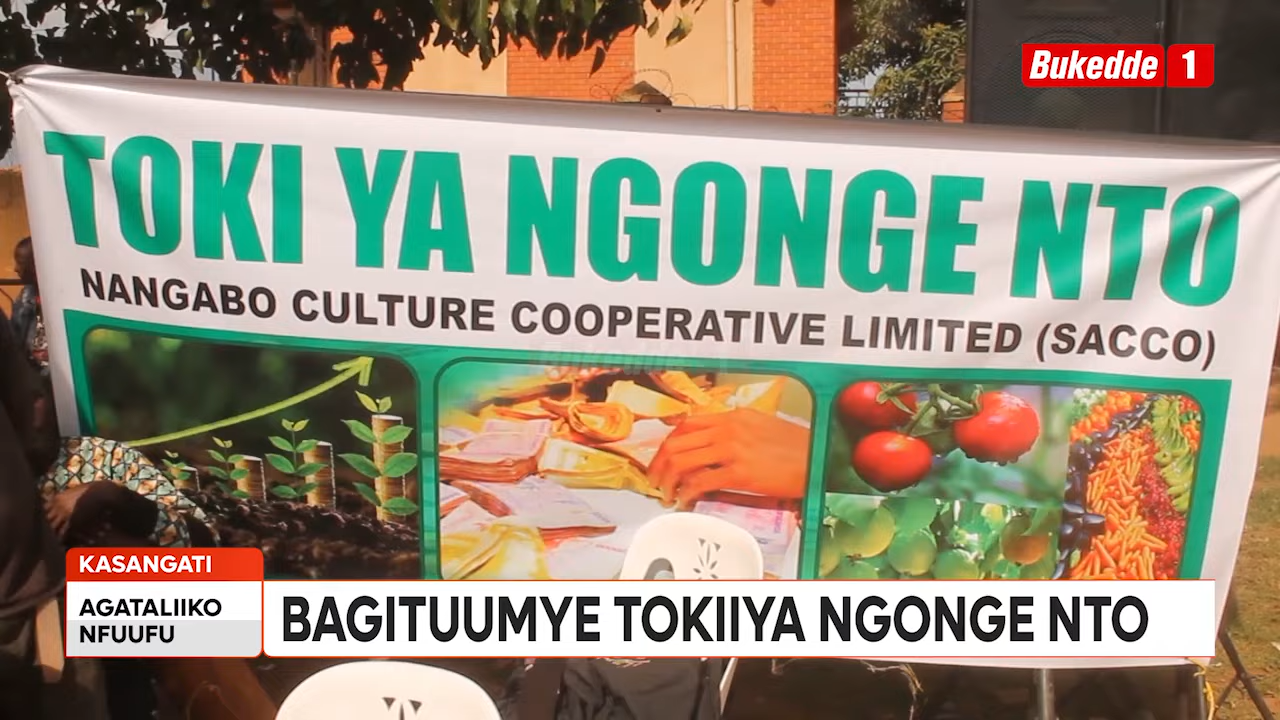 Bukedde 1
TOKI YA NGONGE NTO
NANGABO CULTURE COOPERATIVE LIMITED (SACCO)
KASANGATI
AGATALIIKO
NFUUFU
BAGITUUMYE TOKIIYA NGONGE NTO